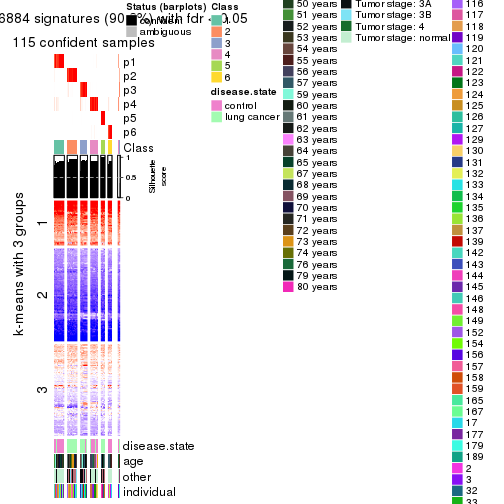 6884 signatures (90.
with fdr < 0.05
115 confident samples
p1
p2
p3
p4
p5
p6
Class
1
0.5
0
Silhouette
score
k-means with 3 groups
1
2
3
disease.state
age
other
individual
Status (barplots)
confident
ambiguous
Class
1
2
3
4
5
6
disease.state
control
lung cancer
50 years
51 years
52 years
53 years
54 years
55 years
56 years
57 years
59 years
60 years
61 years
62 years
63 years
64 years
65 years
67 years
68 years
69 years
70 years
71 years
72 years
73 years
74 years
76 years
79 years
80 years
Tumor stage: 3A
Tumor stage: 3B
Tumor stage: 4
Tumor stage: normal
116
117
118
119
120
121
122
123
124
125
126
127
129
130
131
132
133
134
135
136
137
139
142
143
144
145
146
148
149
152
154
156
157
158
159
165
167
17
177
179
189
2
3
32
33